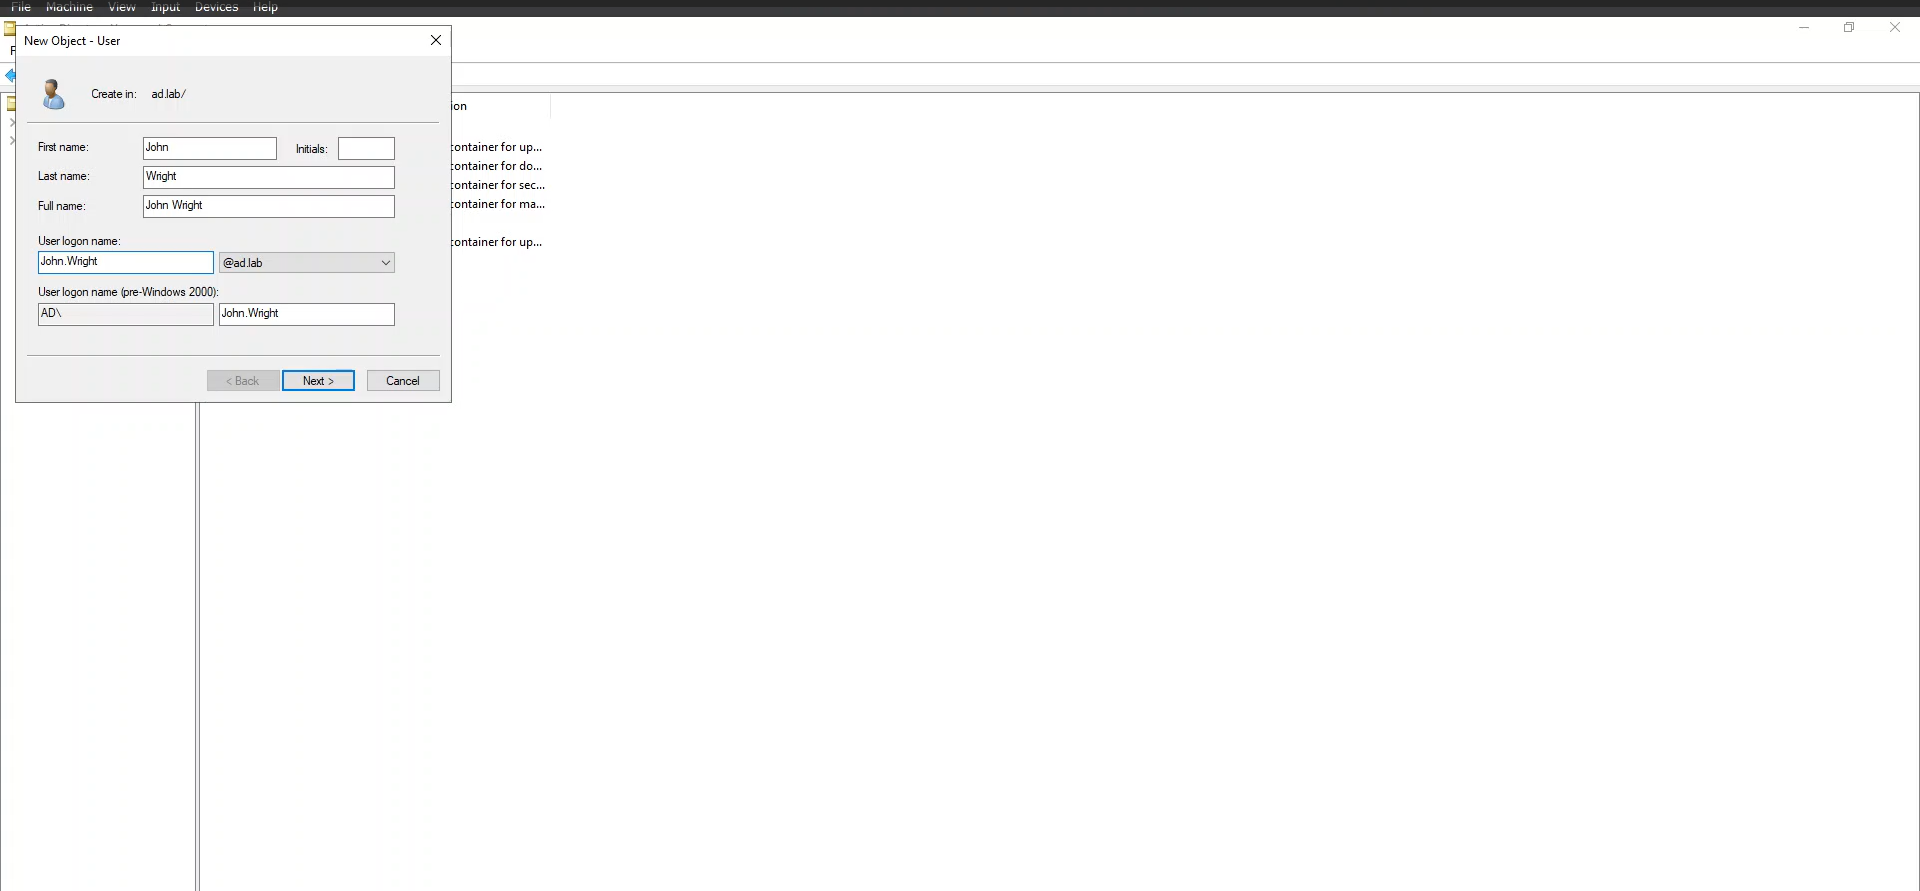 File Machine View Input Devices Help
New Object - User
Create in: ad.lab/
ion
First name: John Initials:
container for up...
container for do...
Last name: Wright
container for sec...
Full name: John Wright
container for ma...
User logon name:
container for up...
John.Wright @ad.lab
User logon name (pre-Windows 2000):
AD\ John.Wright
< Back Next > Cancel